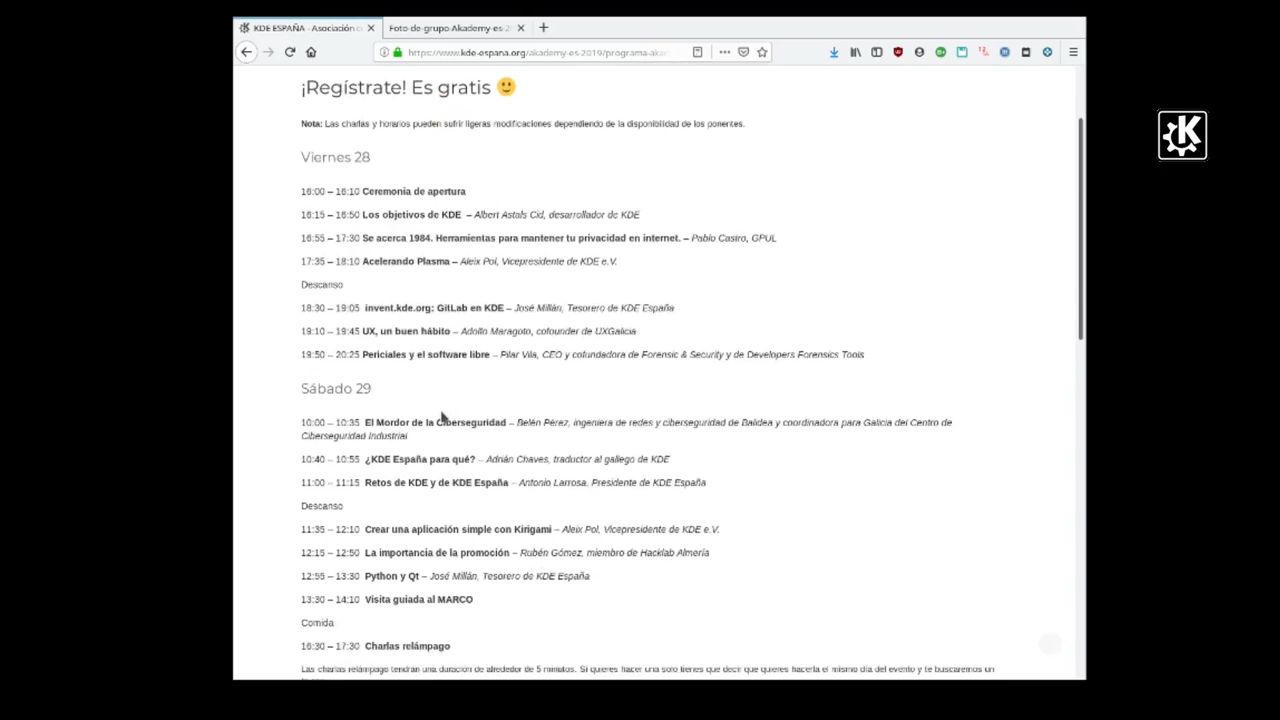 KDE ESPAÑA - Asociación
Foto-de-grupo.Akademy-es-2
https://www.kde-espana.org/akademy-es-2019/programa-aka
¡Regístrate! Es gratis 🙂
Nota: Las charlas y horarios pueden sufrir ligeras modificaciones dependiendo de la disponibilidad de los ponentes.
Viernes 28
16:00 – 16:10 Ceremonia de apertura
16:15 – 16:50 Los objetivos de KDE – Albert Astals Cid, desarrollador de KDE
16:55 – 17:30 Se acerca 1984. Herramientas para mantener tu privacidad en internet. – Pablo Castro, GPUL
17:35 – 18:10 Acelerando Plasma – Aleix Pol, Vicepresidente de KDE e.V.
Descanso
18:30 – 19:05 invent.kde.org: GitLab en KDE – José Millán, Tesorero de KDE España
19:10 – 19:45 UX, un buen hábito – Adolfo Maragoto, cofounder de UXGalicia
19:50 – 20:25 Periciales y el software libre – Pilar Vila, CEO y cofundadora de Forensic & Security y de Developers Forensics Tools
Sábado 29
10:00 – 10:35 El Mordor de la Ciberseguridad – Belén Pérez, ingeniera de redes y ciberseguridad de Balidea y coordinadora para Galicia del Centro de
Ciberseguridad Industrial
10:40 – 10:55 ¿KDE España para qué? – Adrián Chaves, traductor al gallego de KDE
11:00 – 11:15 Retos de KDE y de KDE España – Antonio Larrosa, Presidente de KDE España
Descanso
11:35 – 12:10 Crear una aplicación simple con Kirigami – Aleix Pol, Vicepresidente de KDE e.V.
12:15 – 12:50 La importancia de la promoción – Rubén Gómez, miembro de Hacklab Almería
12:55 – 13:30 Python y Qt – José Millán, Tesorero de KDE España
13:30 – 14:10 Visita guiada al MARCO
Comida
16:30 – 17:30 Charlas relámpago
Las charlas relámpago tendrán una duración de alrededor de 5 minutos. Si quieres hacer una solo tienes que decir que quieres hacerla el mismo día del evento y te buscaremos un